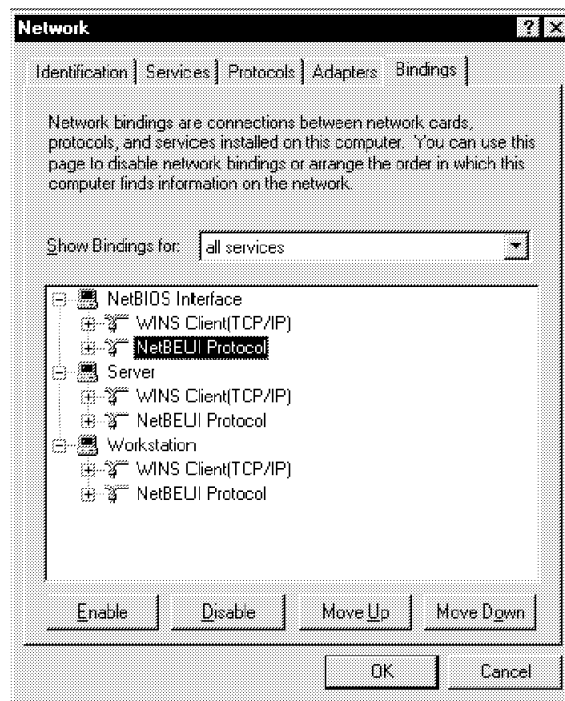 Network
Identification Services Protocols Adapters Bindings
Network bindings are connections between network cards,
protocols, and services installed on this computer. You can use this
page to disable network bindings or arrange the order in which this
computer finds information on the network.
Show Bindings for: all services
NetBIOS Interface
WINS Client(TCP/IP)
NetBEUI Protocol
Server
WINS Client(TCP/IP)
NetBEUI Protocol
Workstation
WINS Client(TCP/IP)
NetBEUI Protocol
Enable Disable Move Up Move Down
OK Cancel